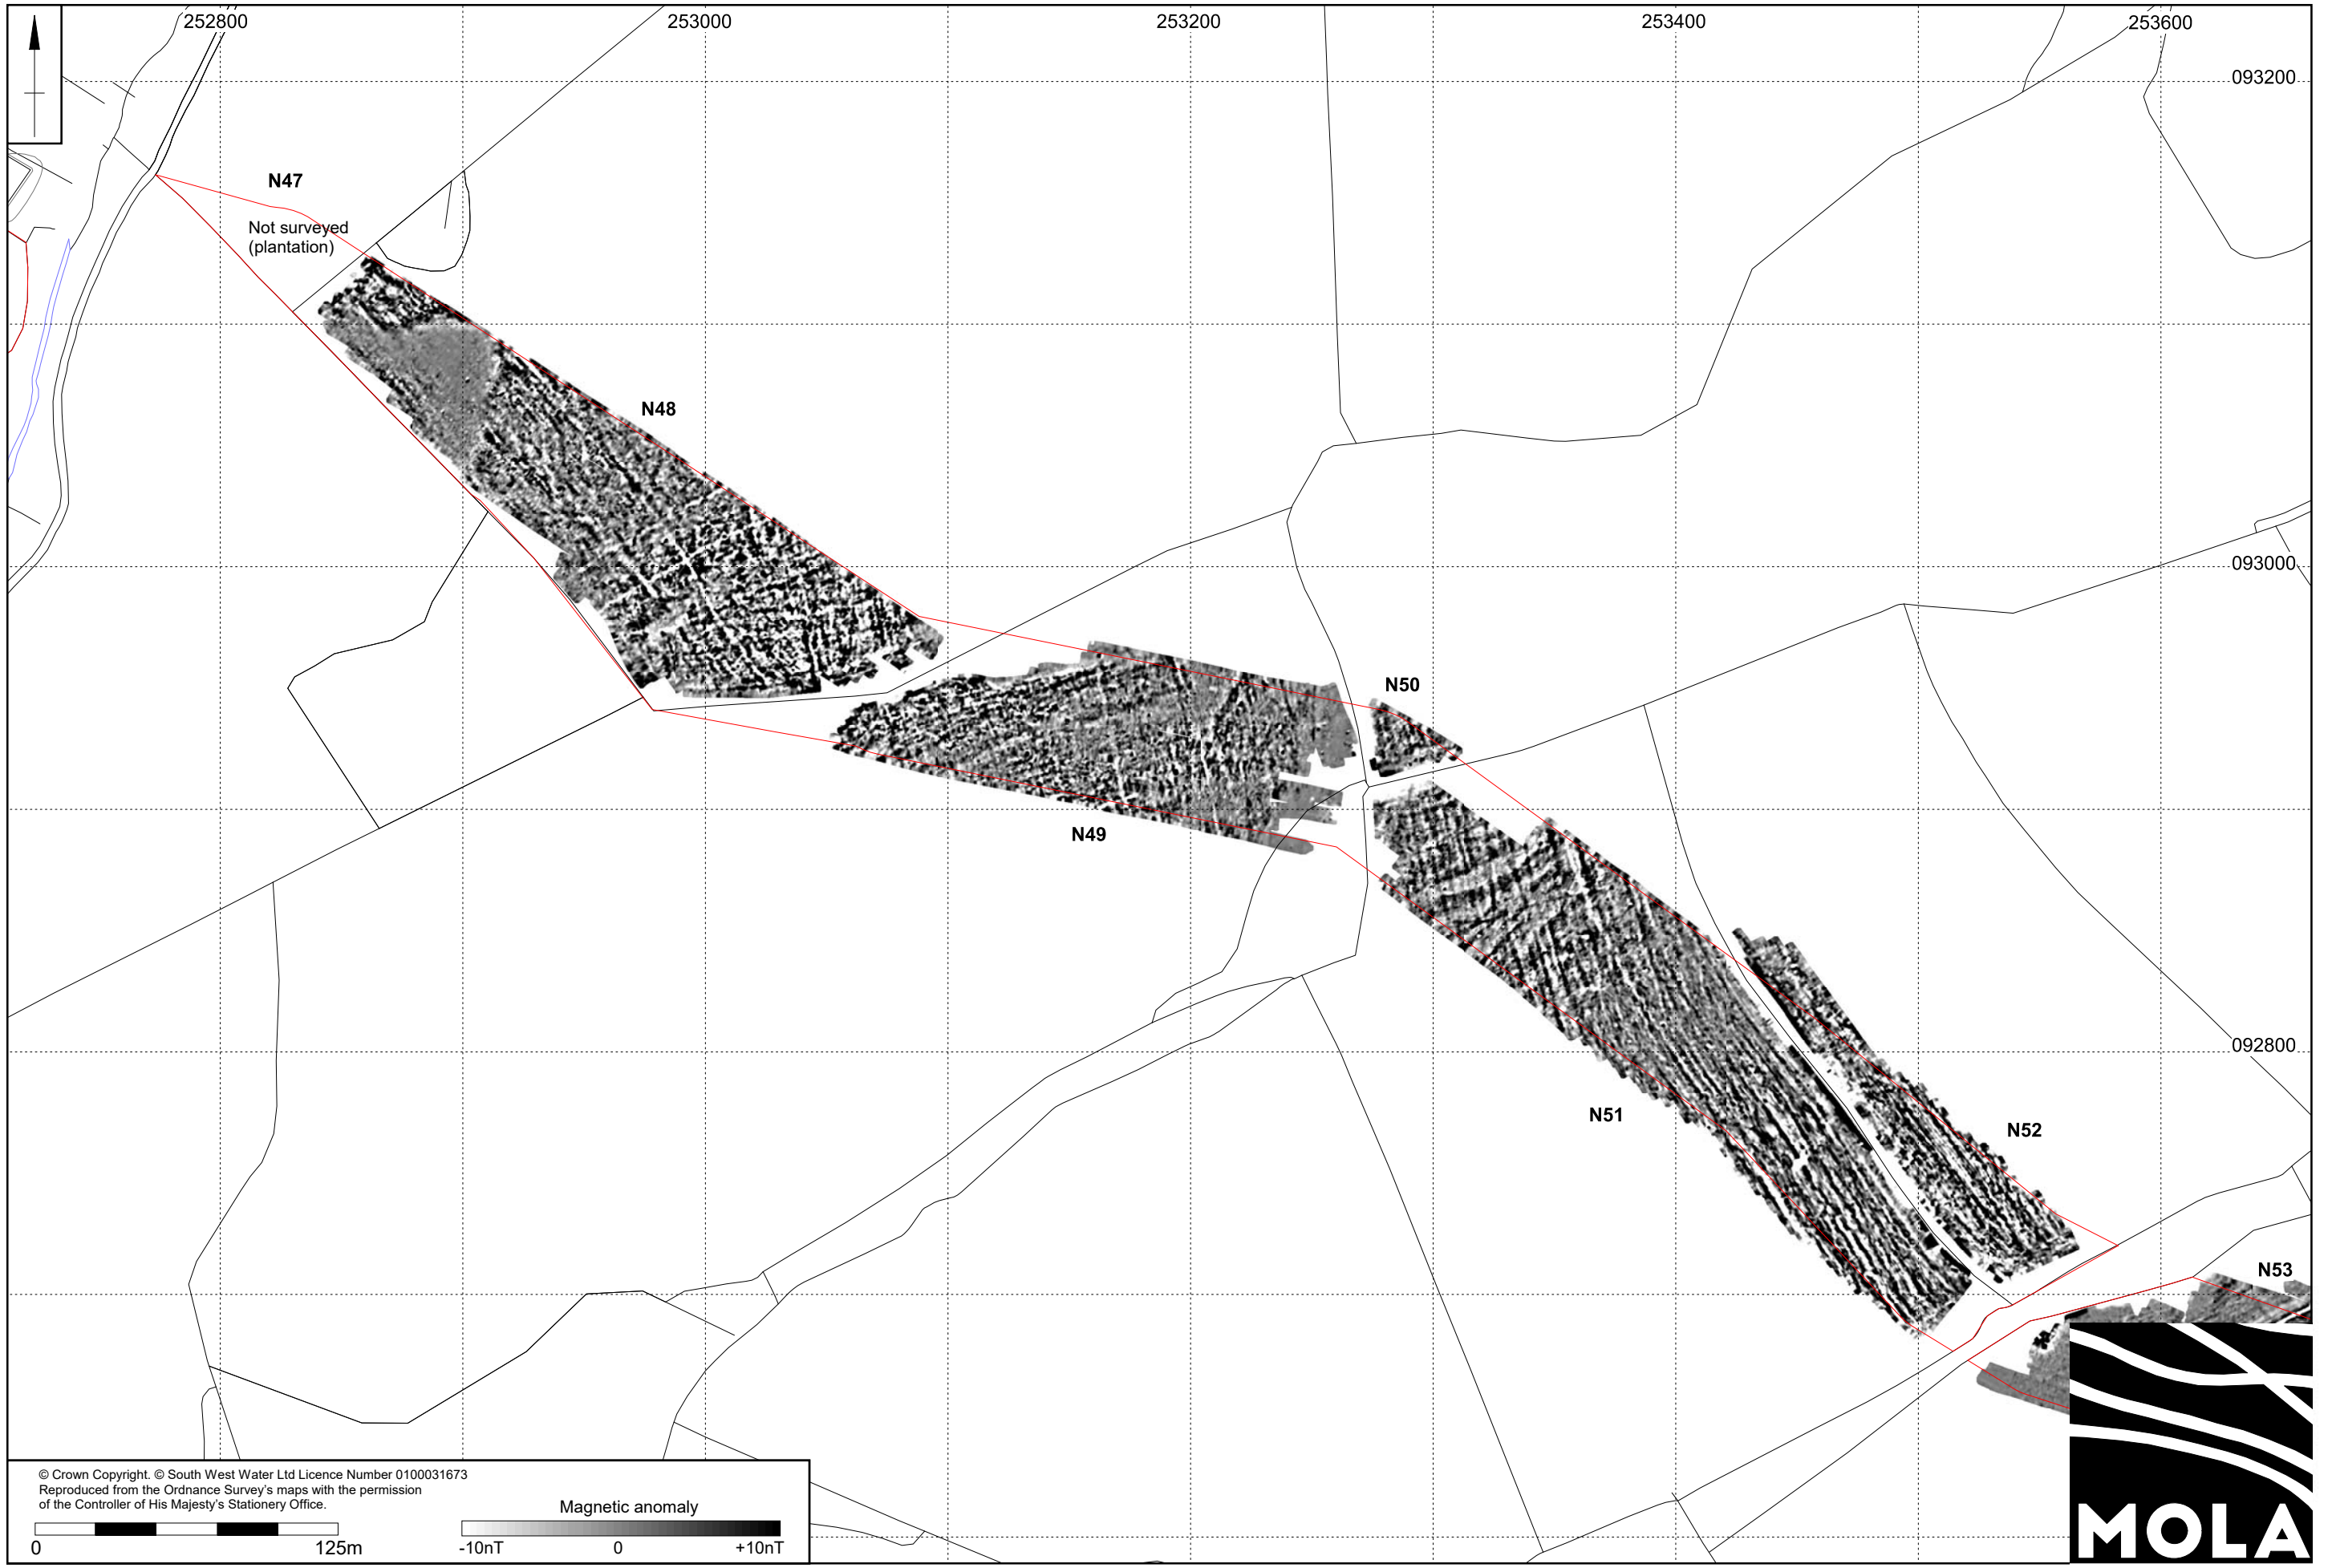 252800
253000
253200
253400
253600
093200
N47
Not surveyed
(plantation)
N48
093000
N50
N49
092800
N51
N52
N53
© Crown Copyright. © South West Water Ltd Licence Number 0100031673
Reproduced from the Ordnance Survey's maps with the permission
of the Controller of His Majesty's Stationery Office.
Magnetic anomaly
0
125m
-10nT
0
+10nT
MOLA